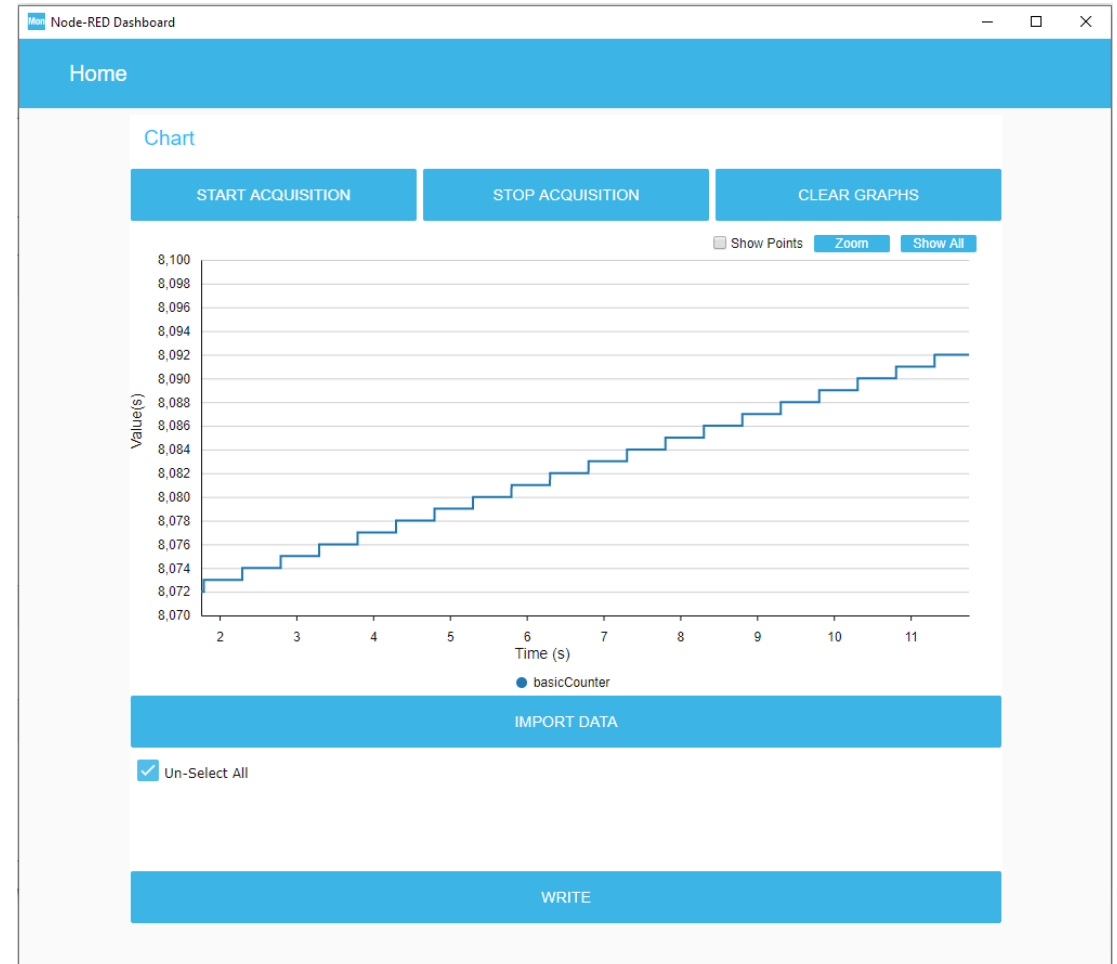 Mon Node-RED Dashboard
Home
Chart
START ACQUISITION STOP ACQUISITION CLEAR GRAPHS
Show Points Zoom Show All
8,100
8,098
8,096
8,094
8,092
8,090
8,088
8,086
8,084
8,082
8,080
8,078
8,076
8,074
8,072
8,070
Value(s)
2 3 4 5 6 7 8 9 10 11
Time (s)
basicCounter
IMPORT DATA
Un-Select All
WRITE